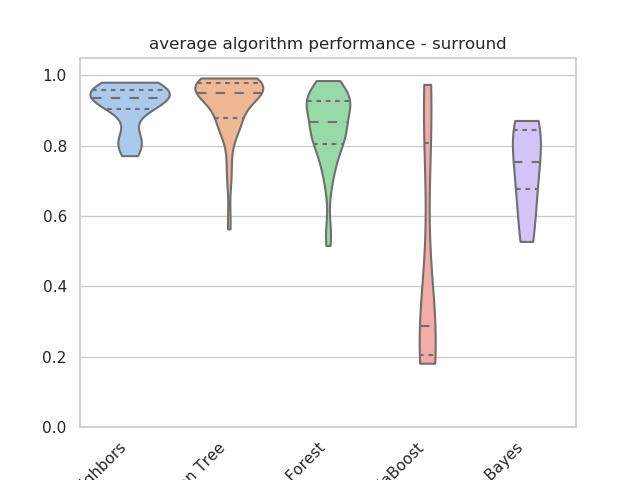 average algorithm performance - surround
1.0
0.8
0.6
0.4
0.2
0.0
ghbors
n Tree
Forest
aBoost
Bayes